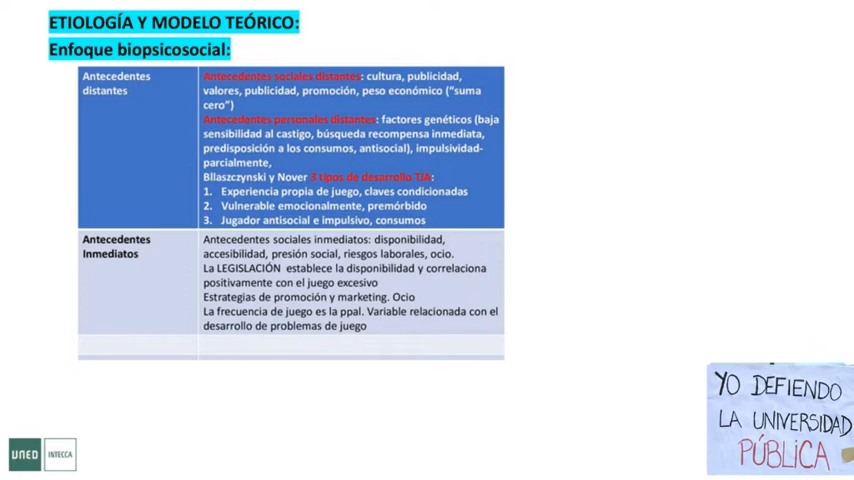 ETIOLOGÍA Y MODELO TEÓRICO:
Enfoque biopsicosocial:
Antecedentes
distantes
Antecedentes sociales distantes: cultura, publicidad,
valores, publicidad, promoción, peso económico (“suma
cero”)
Antecedentes personales distantes: factores genéticos (baja
sensibilidad al castigo, búsqueda recompensa inmediata,
predisposición a los consumos, antisocial), impulsividad-
parcialmente,
Bllaszczynski y Nover 3 tipos de desarrollo TJA:
1. Experiencia propia de juego, claves condicionadas
2. Vulnerable emocionalmente, premórbido
3. Jugador antisocial e impulsivo, consumos
Antecedentes
Inmediatos
Antecedentes sociales inmediatos: disponibilidad,
accesibilidad, presión social, riesgos laborales, ocio.
La LEGISLACIÓN establece la disponibilidad y correlaciona
positivamente con el juego excesivo
Estrategias de promoción y marketing. Ocio
La frecuencia de juego es la ppal. Variable relacionada con el
desarrollo de problemas de juego
YO DEFIENDO
LA UNIVERSIDAD
PÚBLICA
UNED
INTECCA